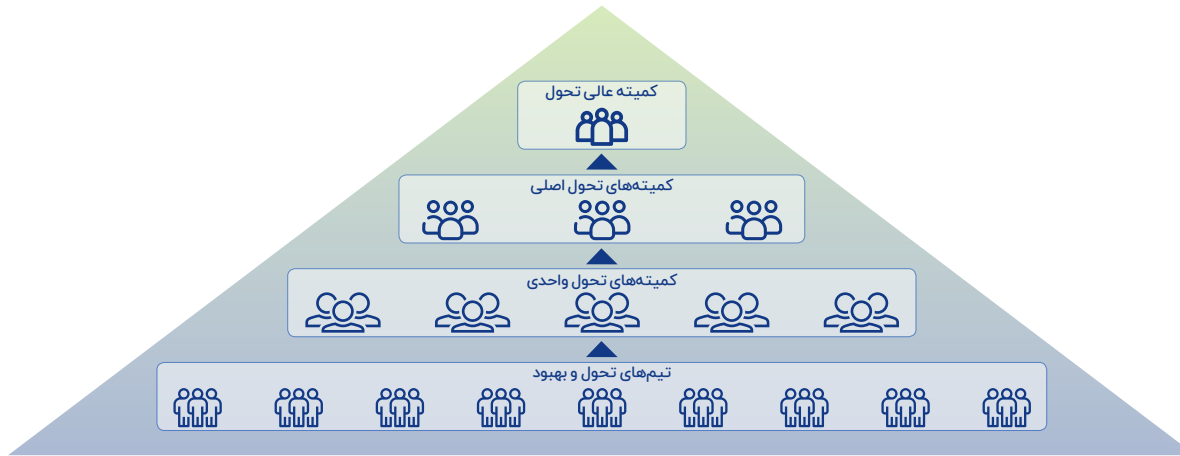 کمیته عالی تحول
کمیته‌های تحول اصلی
کمیته‌های تحول واحدی
تیم‌های تحول و بهبود